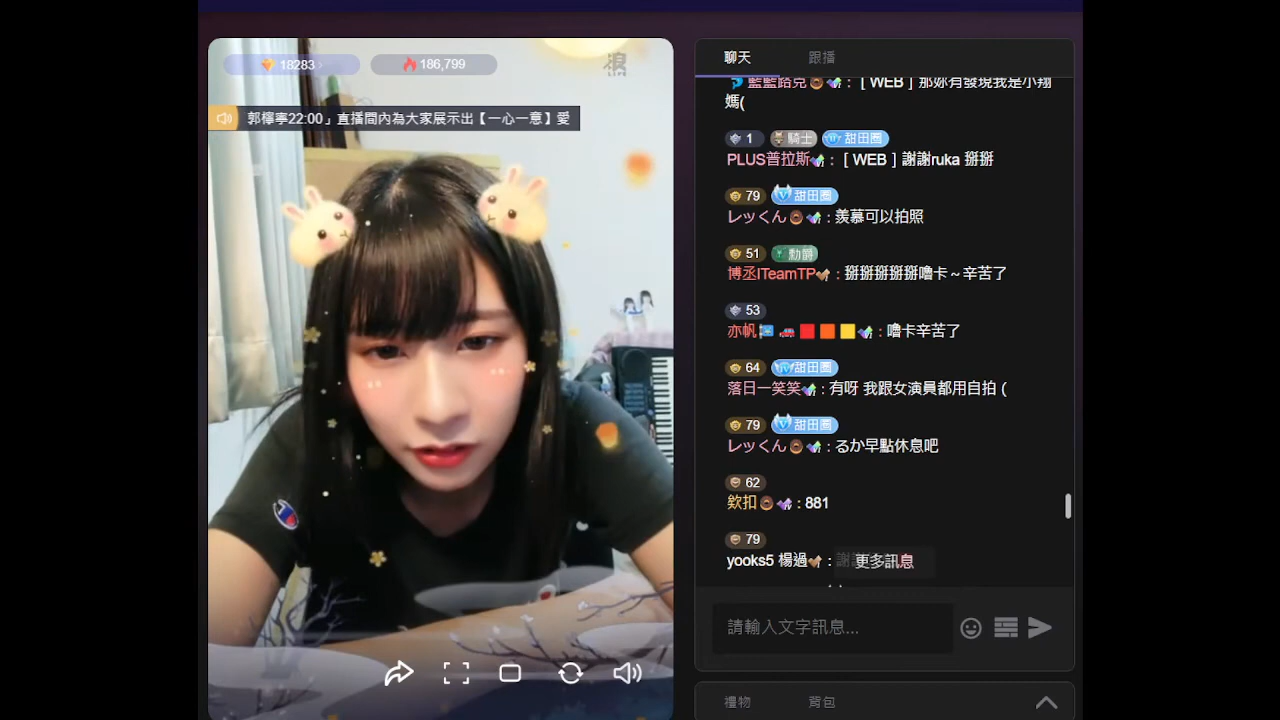 18283
186,799
浪
LIVE
郭檸寧22:00」直播間內為大家展示出【一心一意】愛
聊天
跟播
藍藍路克 : [ WEB ] 那妳有發現我是小翔
媽(
1 騎士 甜田圈
PLUS普拉斯 : [ WEB ] 謝謝ruka 掰掰
79 V 甜田圈
レッくん : 羨慕可以拍照
51 勳爵
博丞ITeamTP : 掰掰掰掰掰嚕卡～辛苦了
53
亦帆 : 嚕卡辛苦了
64 甜田圈
落日一笑笑 : 有呀 我跟女演員都用自拍 (
79 V 甜田圈
レッくん : るか早點休息吧
62
欸扣 : 881
79
yooks5 楊過 : 謝
更多訊息
請輸入文字訊息...
禮物
背包